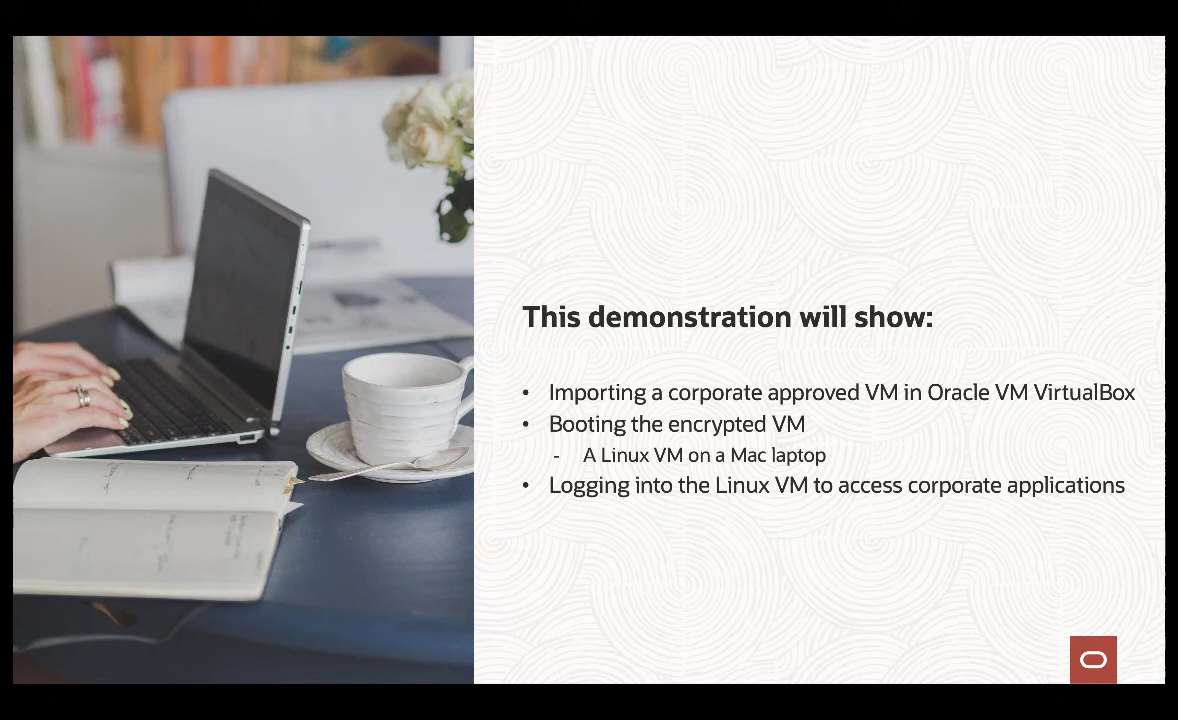 This demonstration will show:
• Importing a corporate approved VM in Oracle VM VirtualBox
• Booting the encrypted VM
- A Linux VM on a Mac laptop
• Logging into the Linux VM to access corporate applications